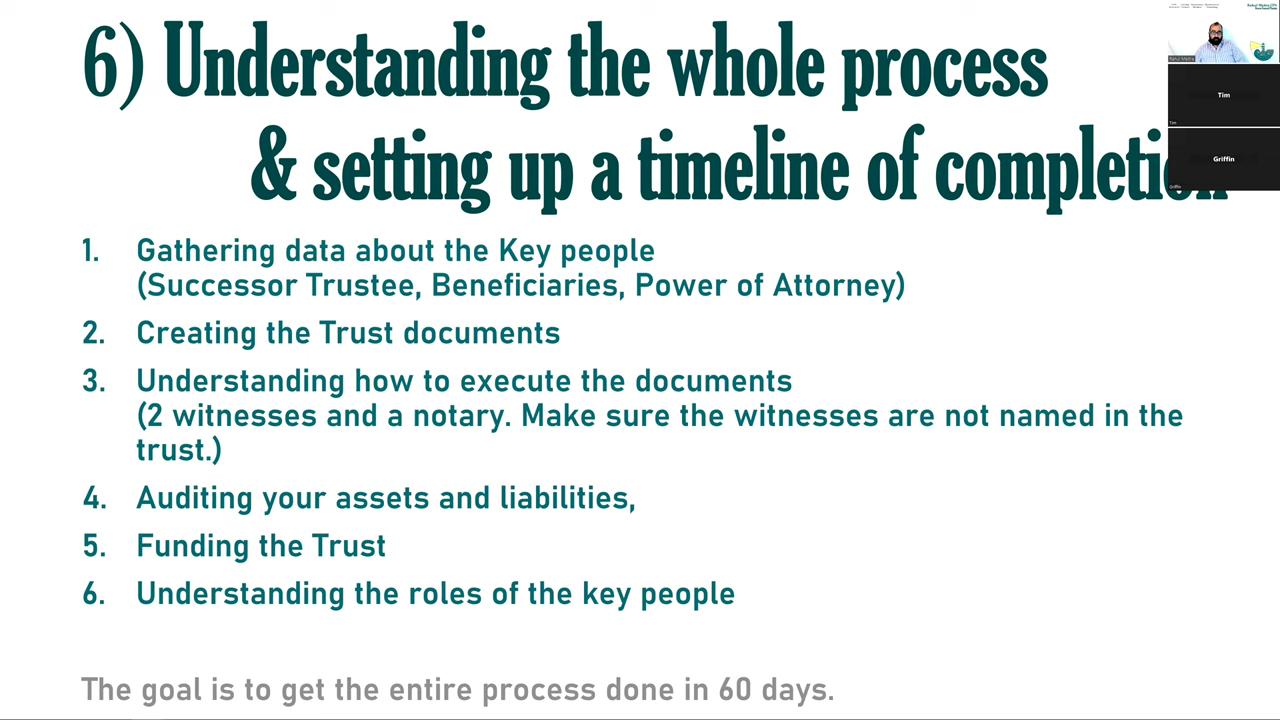 6) Understanding the whole process
& setting up a timeline of completion
1. Gathering data about the Key people
(Successor Trustee, Beneficiaries, Power of Attorney)
2. Creating the Trust documents
3. Understanding how to execute the documents
(2 witnesses and a notary. Make sure the witnesses are not named in the
trust.)
4. Auditing your assets and liabilities,
5. Funding the Trust
6. Understanding the roles of the key people
The goal is to get the entire process done in 60 days.
Tim
Tim
Griffin
Griffin